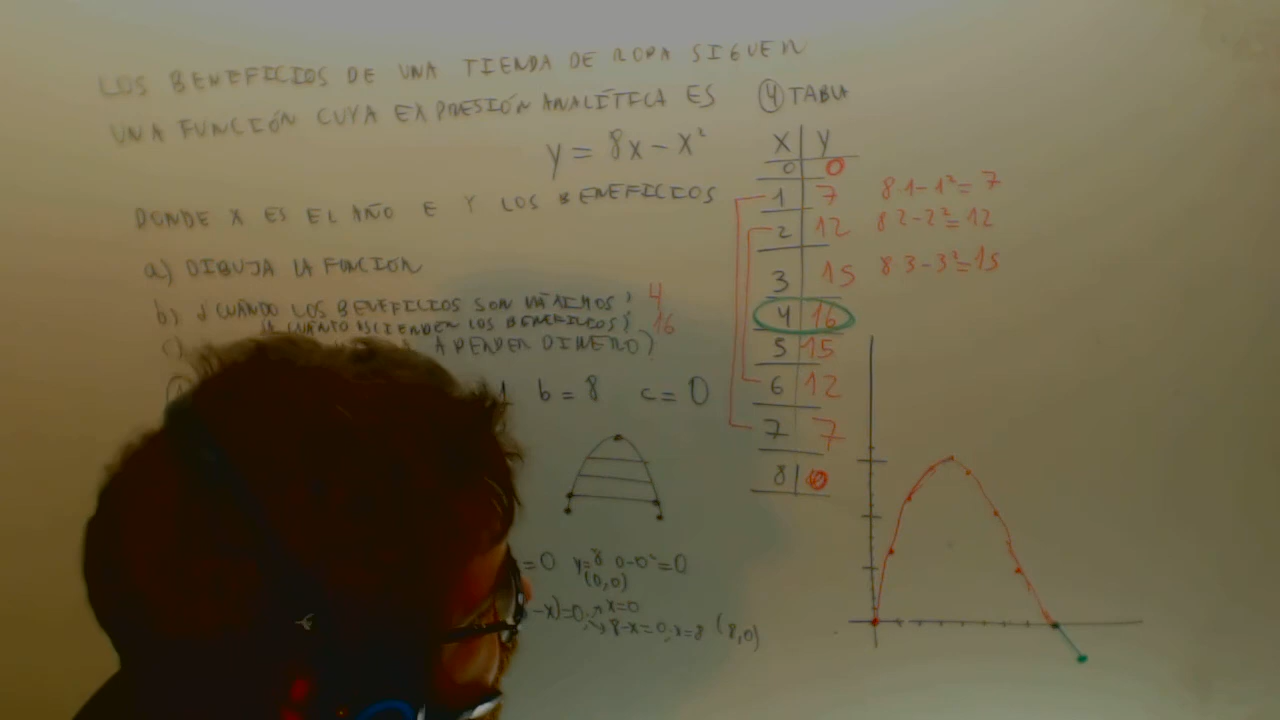 LOS BENEFICIOS DE UNA TIENDA DE ROPA SIGUEN
UNA FUNCIÓN CUYA EXPRESIÓN ANALÍTICA ES
y = 8x - x²
DONDE X ES EL AÑO E Y LOS BENEFICIOS
a) DIBUJA LA FUNCIÓN
b) ¿CUÁNDO LOS BENEFICIOS SON MÁXIMOS? 4
CUÁNTO ASCIENDEN LOS BENEFICIOS? 16
c) A PERDER DINERO?
b = 8 c = 0
=0 y=8·0-0²=0
(0,0)
-x)=0 x=0
8-x=0; x=8 (8,0)
④ TABLA
X Y
0 0
1 7 8·1-1²=7
2 12 8·2-2²=12
3 15 8·3-3²=15
4 16
5 15
6 12
7 7
8 0